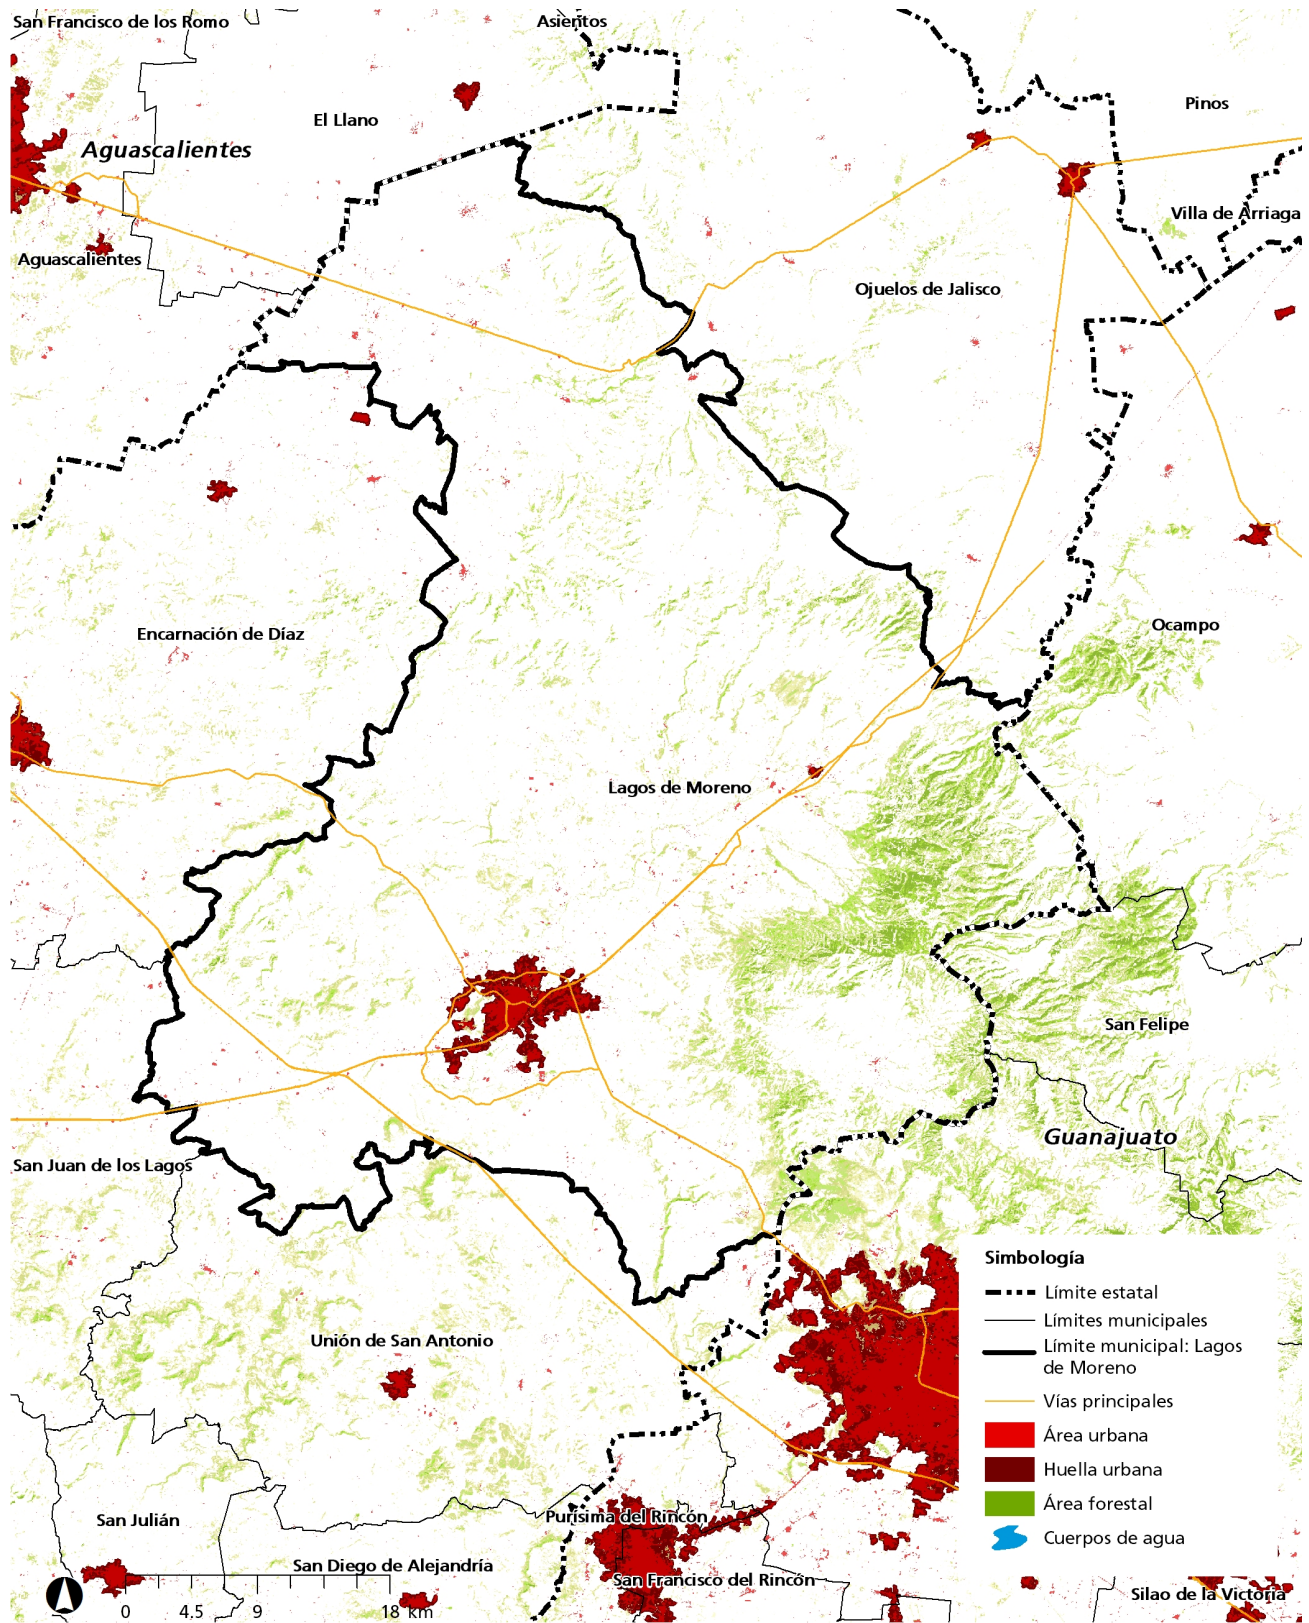 San Francisco de los Romo
Asientos
Pinos
El Llano
Aguascalientes
Villa de Arriaga
Aguascalientes
Ojuelos de Jalisco
Encarnación de Díaz
Ocampo
Lagos de Moreno
San Felipe
Guanajuato
San Juan de los Lagos
Unión de San Antonio
San Julián
Purísima del Rincón
San Diego de Alejandría
San Francisco del Rincón
Silao de la Victoria
Simbología
Límite estatal
Límites municipales
Límite municipal: Lagos
de Moreno
Vías principales
Área urbana
Huella urbana
Área forestal
Cuerpos de agua
0 4.5 9 18 km